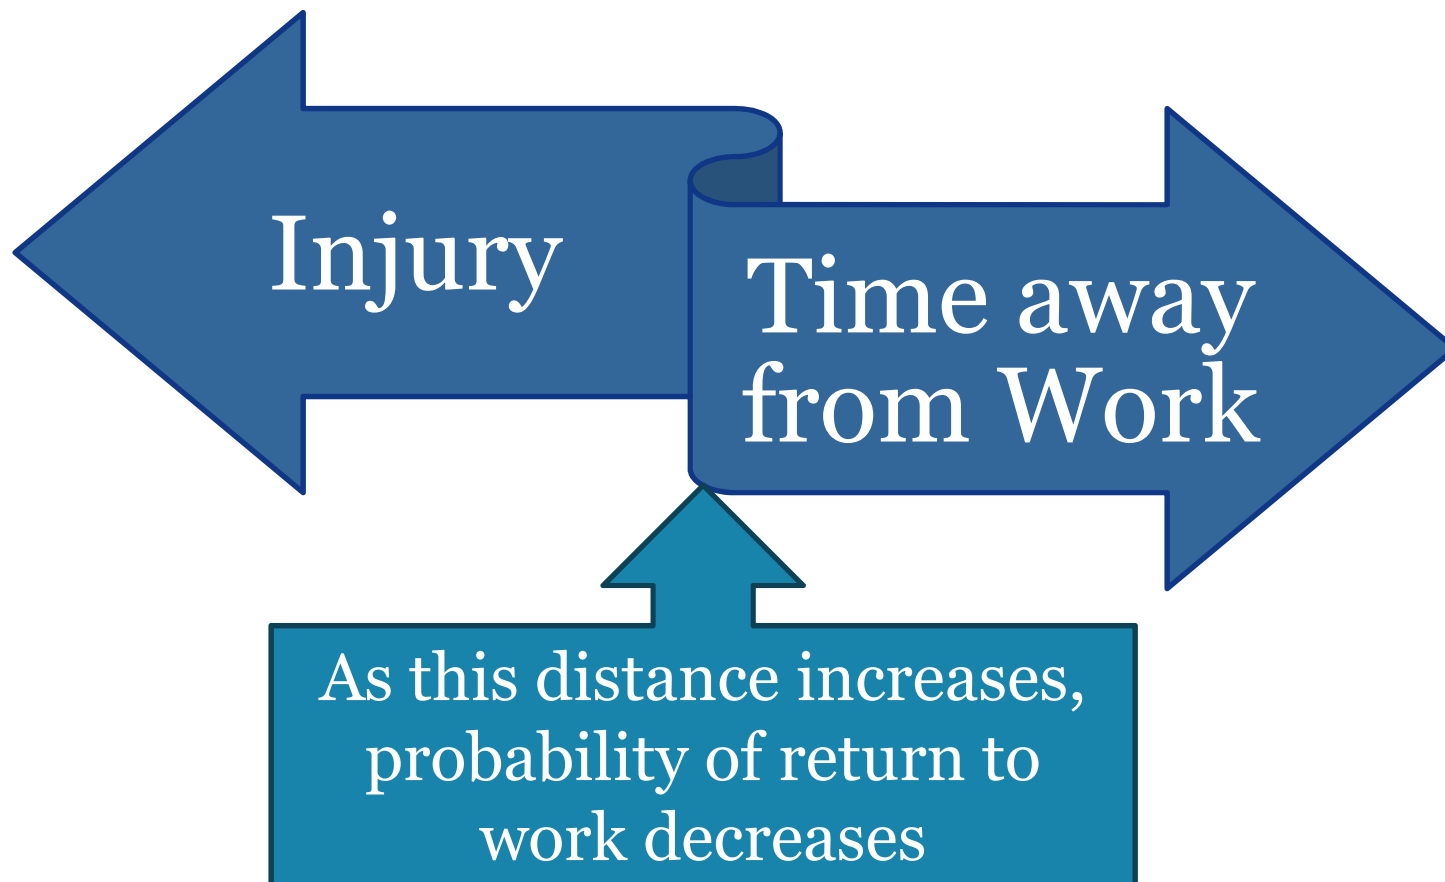 Injury
Time away
from Work
As this distance increases,
probability of return to
work decreases